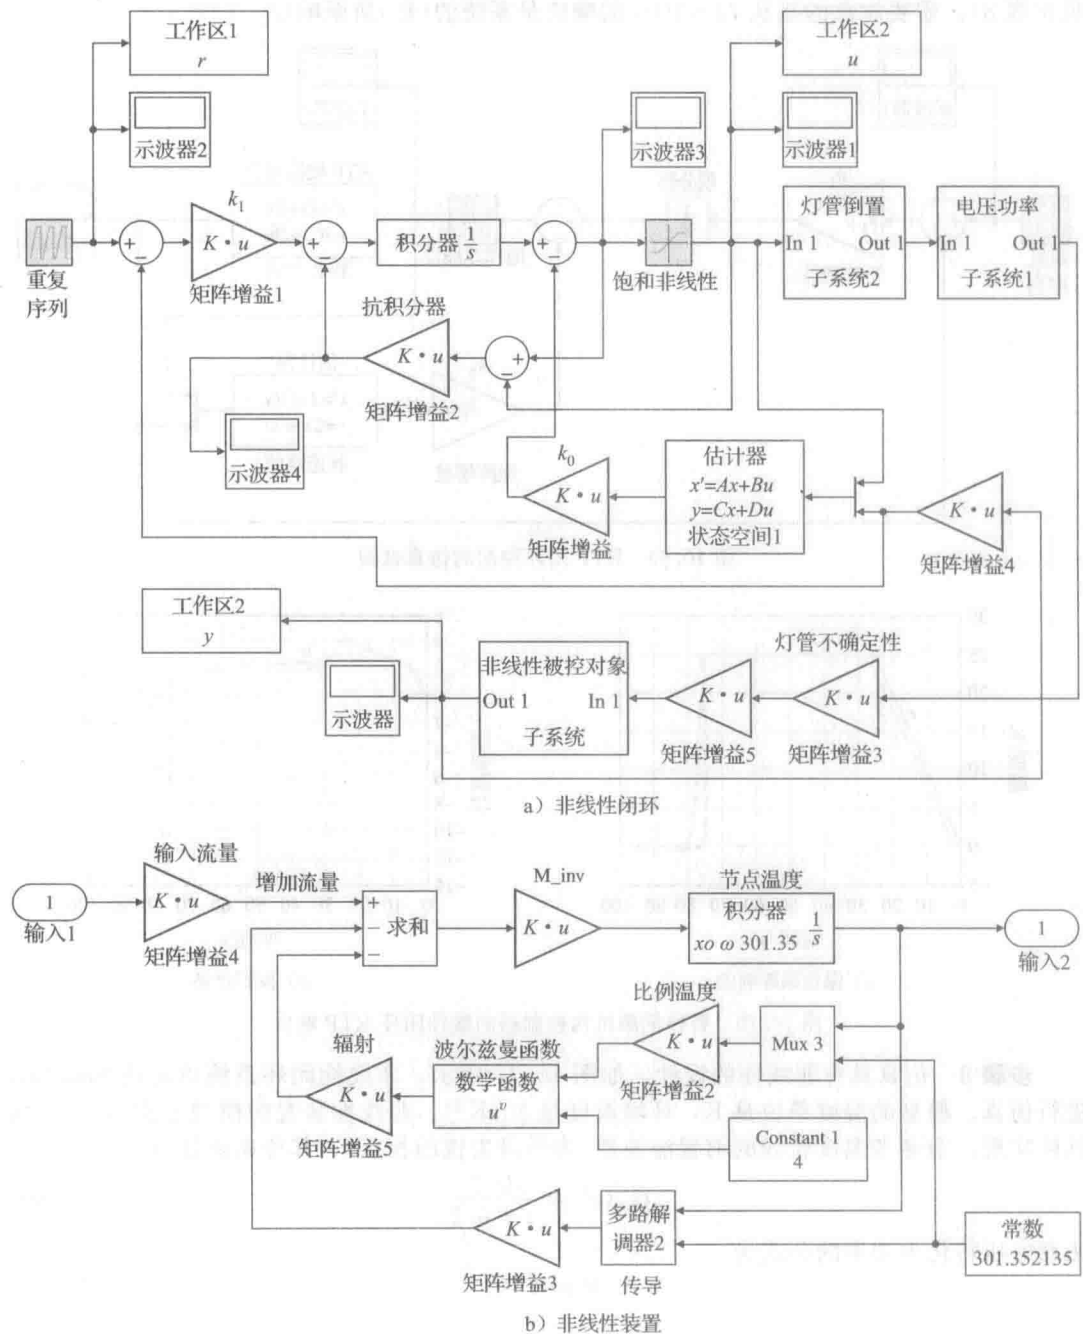 工作区1
r
示波器2
重复
序列
k₁
K・u
矩阵增益1
积分器 1/s
示波器3
工作区2
u
示波器1
饱和非线性
灯管倒置
In 1 Out 1
子系统2
电压功率
In 1 Out 1
子系统1
抗积分器
K・u
矩阵增益2
示波器4
k₀
K・u
矩阵增益
估计器
x'=Ax+Bu
y=Cx+Du
状态空间1
K・u
矩阵增益4
工作区2
y
示波器
非线性被控对象
Out 1 In 1
子系统
K・u
矩阵增益5
灯管不确定性
K・u
矩阵增益3
a）非线性闭环
1
输入1
输入流量
K・u
矩阵增益4
增加流量
+
−
−
求和
M_inv
K・u
节点温度
积分器
xo ω 301.35 1/s
1
输入2
比例温度
K・u
矩阵增益2
Mux 3
波尔兹曼函数
数学函数
uᵛ
辐射
K・u
矩阵增益5
Constant 1
4
K・u
矩阵增益3
多路解
调器2
传导
常数
301.352135
b）非线性装置